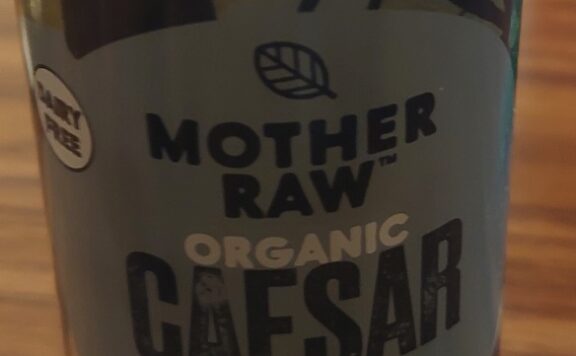 DAIRY
FREE
MOTHER
RAW™
ORGANIC
CAESAR